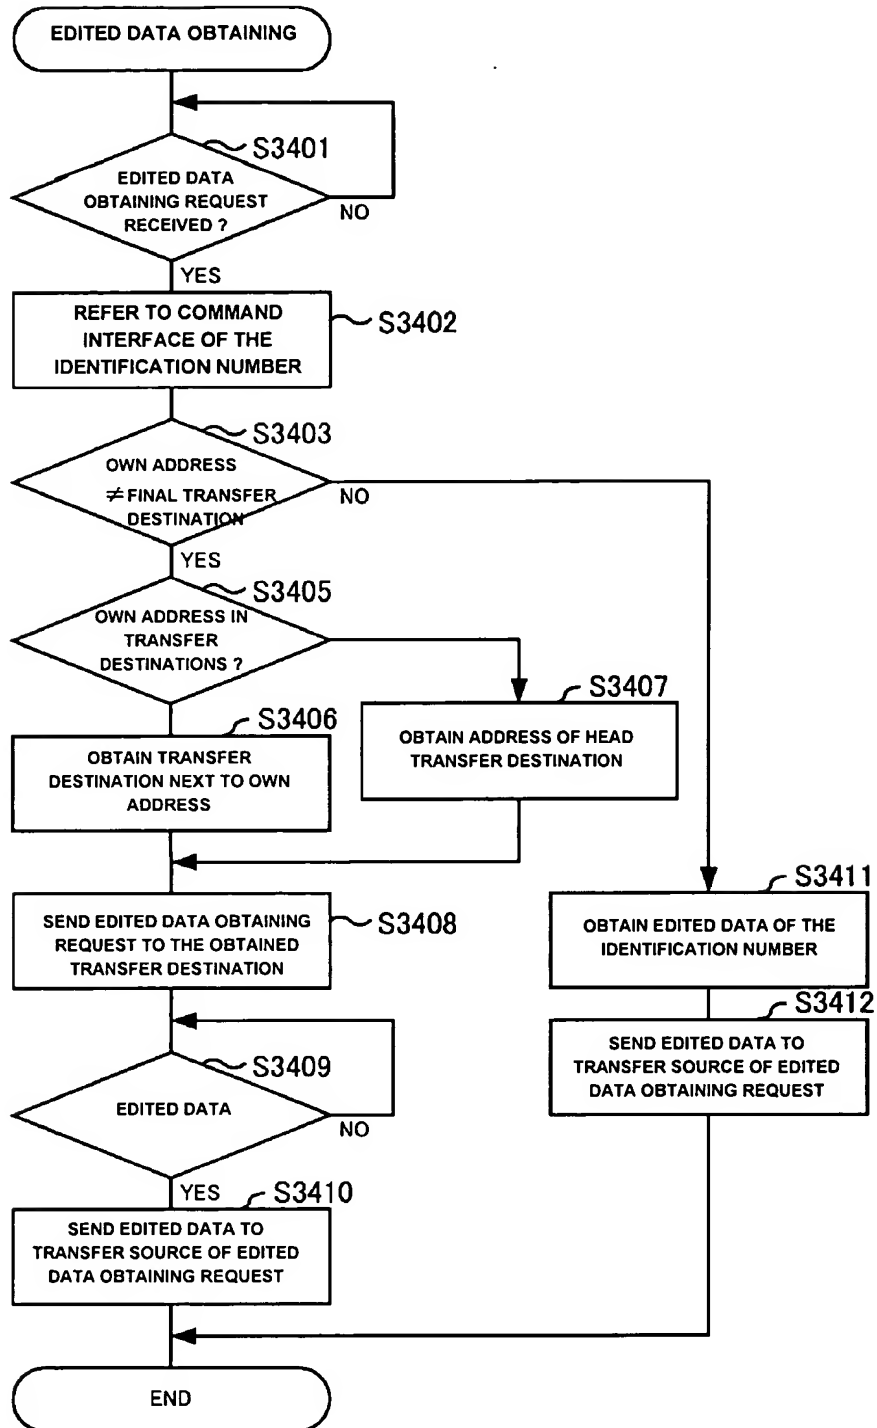 EDITED DATA OBTAINING
S3401
EDITED DATA
OBTAINING REQUEST
RECEIVED ?
NO
YES
REFER TO COMMAND
INTERFACE OF THE
IDENTIFICATION NUMBER
S3402
S3403
OWN ADDRESS
≠ FINAL TRANSFER
DESTINATION
NO
YES
S3405
OWN ADDRESS IN
TRANSFER
DESTINATIONS ?
S3406
OBTAIN TRANSFER
DESTINATION NEXT TO OWN
ADDRESS
S3407
OBTAIN ADDRESS OF HEAD
TRANSFER DESTINATION
SEND EDITED DATA OBTAINING
REQUEST TO THE OBTAINED
TRANSFER DESTINATION
S3408
S3409
EDITED DATA
NO
YES
S3410
SEND EDITED DATA TO
TRANSFER SOURCE OF EDITED
DATA OBTAINING REQUEST
S3411
OBTAIN EDITED DATA OF THE
IDENTIFICATION NUMBER
S3412
SEND EDITED DATA TO
TRANSFER SOURCE OF EDITED
DATA OBTAINING REQUEST
END